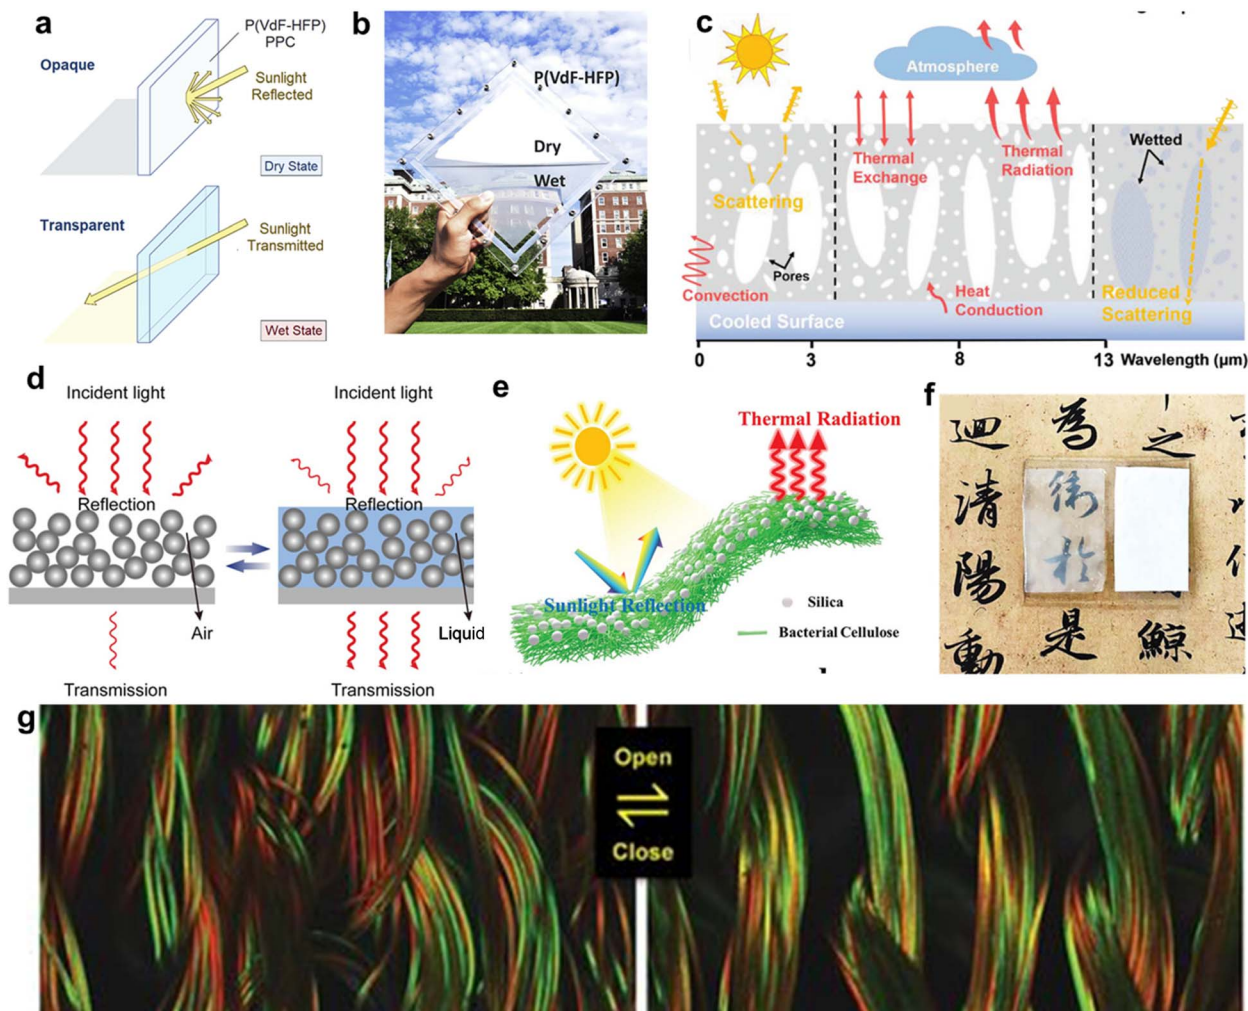 a
P(VdF-HFP)
PPC
Opaque
Sunlight
Reflected
Dry State
Transparent
Sunlight
Transmitted
Wet State
b
P(VdF-HFP)
Dry
Wet
c
Atmosphere
Thermal
Exchange
Thermal
Radiation
Wetted
Scattering
Pores
Convection
Heat
Conduction
Reduced
Scattering
Cooled Surface
0
3
8
13
Wavelength (μm)
d
Incident light
Reflection
Air
Transmission
Incident light
Reflection
Liquid
Transmission
e
Thermal Radiation
Sunlight Reflection
Silica
Bacterial Cellulose
f
之
鯨
為
術
於
是
迴
清
陽
動
g
Open
Close